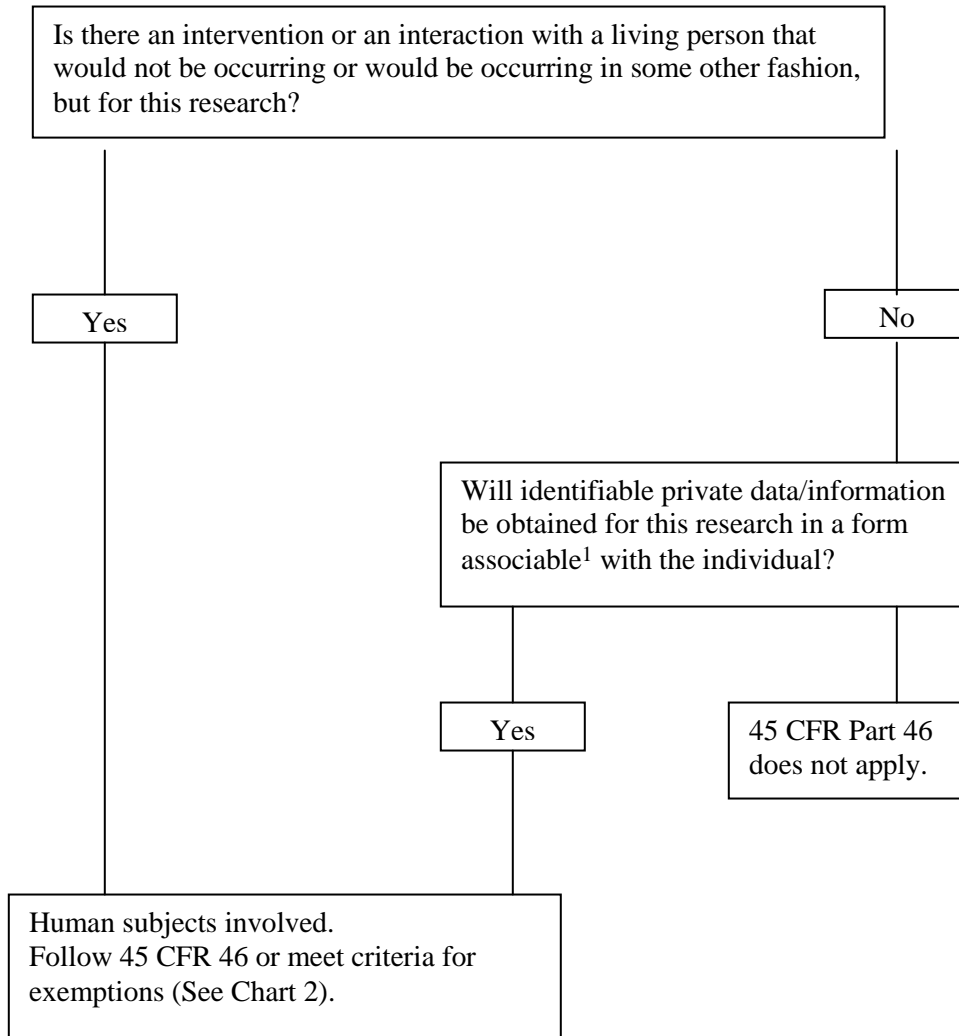 Is there an intervention or an interaction with a living person that
would not be occurring or would be occurring in some other fashion,
but for this research?
Yes
No
Will identifiable private data/information
be obtained for this research in a form
associable¹ with the individual?
Yes
45 CFR Part 46
does not apply.
Human subjects involved.
Follow 45 CFR 46 or meet criteria for
exemptions (See Chart 2).